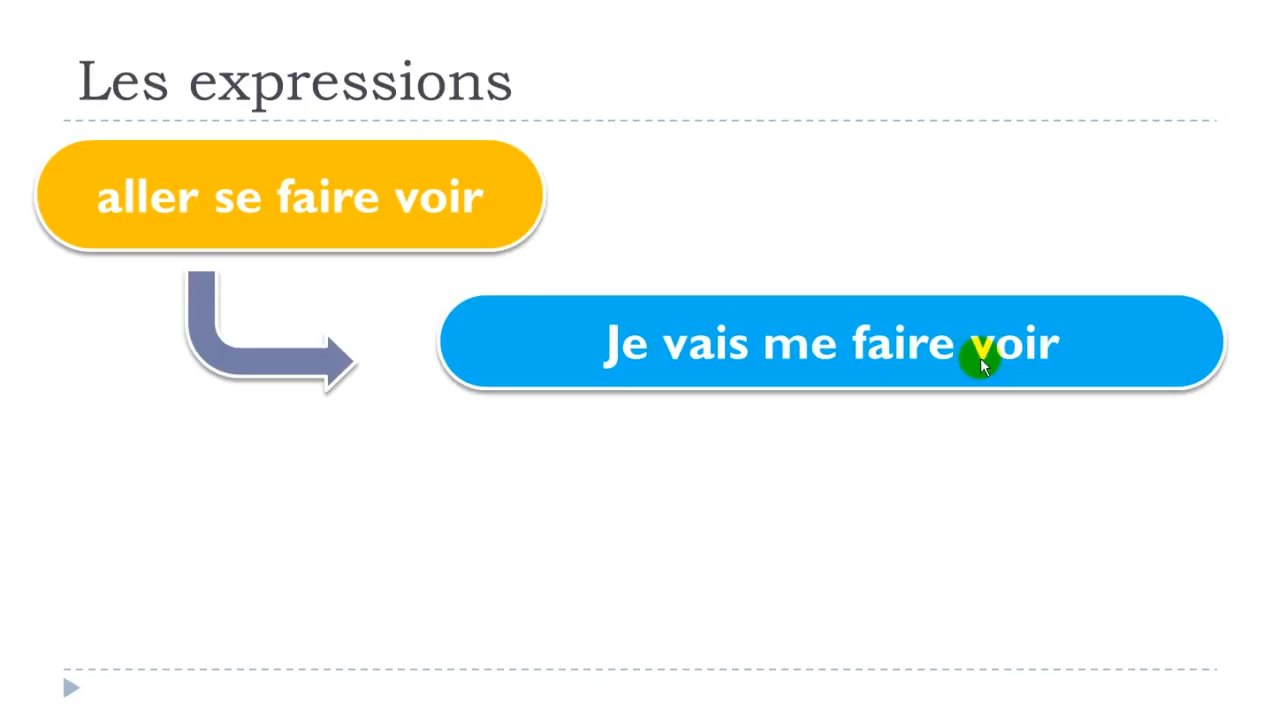 Les expressions
aller se faire voir
Je vais me faire voir